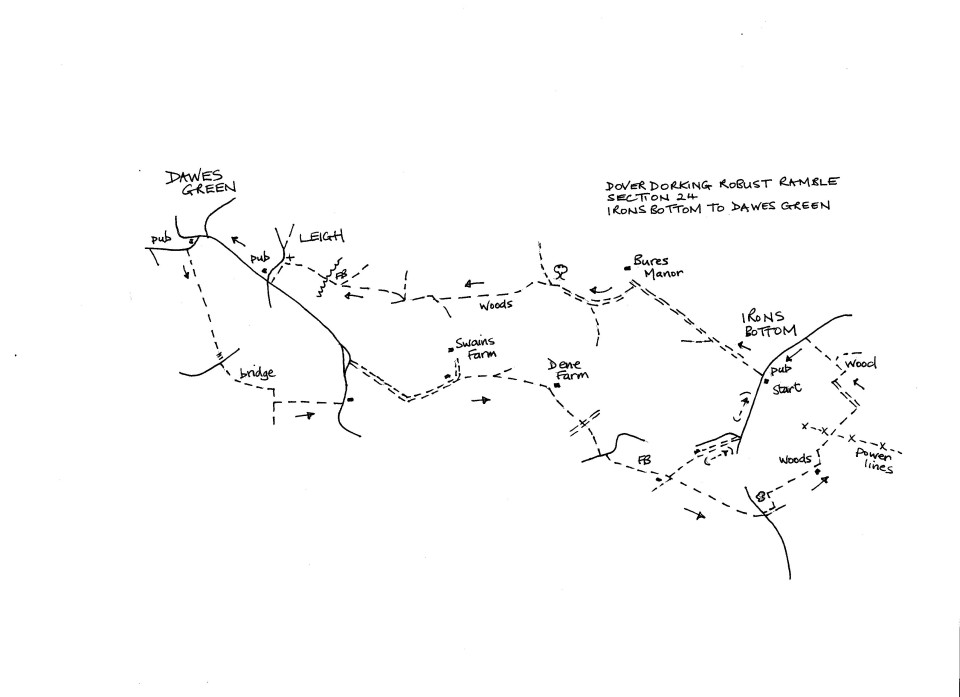 DAWES
GREEN
DOVER DORKING ROBUST RAMBLE
SECTION 24
IRONS BOTTOM TO DAWES GREEN
pub
LEIGH
pub
FB
Bures
Manor
woods
IRONS
BOTTOM
Swains
Farm
Dene
Farm
pub
Start
Wood
bridge
FB
woods
Power
lines
Br